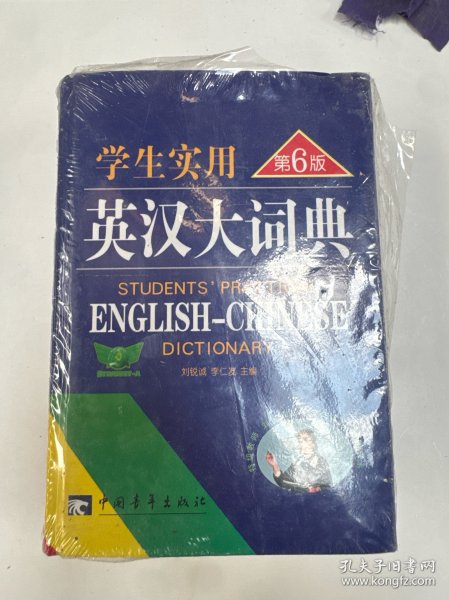 学生实用
第6版
英汉大词典
STUDENTS' PRACTICAL
ENGLISH-CHINESE
DICTIONARY
刘锐诚 李仁发 主编
中国青年出版社
孔夫子旧书网
www.kongfz.com